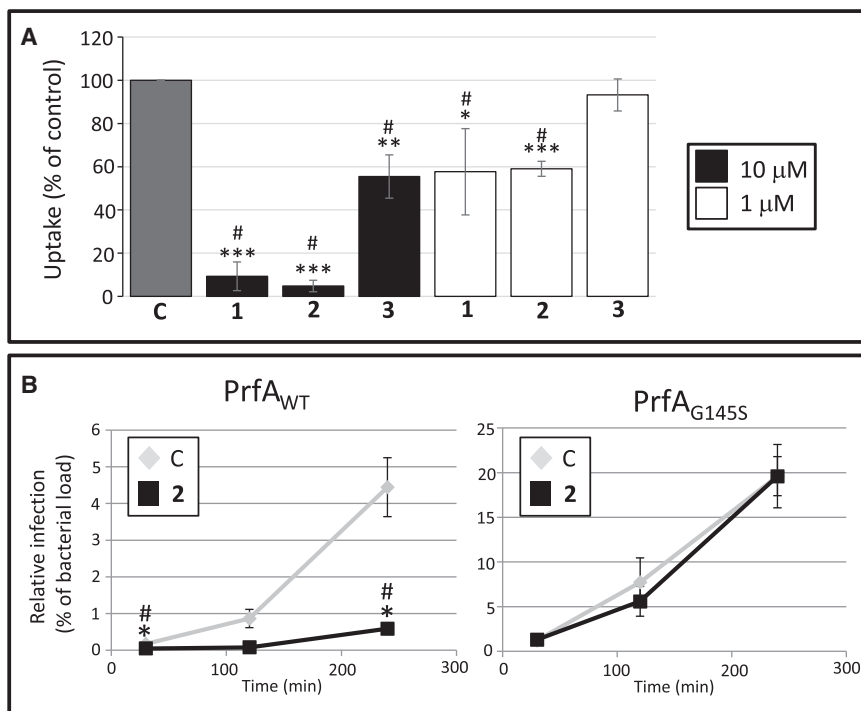 A
120
100
80
60
40
20
0
Uptake (% of control)
#
***
#
***
#
**
#
*
#
***
C 1 2 3 1 2 3
10 µM
1 µM
B
PrfAWT
6
5
4
3
2
1
0
Relative infection
(% of bacterial load)
C
2
#
*
#
*
0 100 200 300
Time (min)
PrfAG145S
25
20
15
10
5
0
C
2
0 100 200 300
Time (min)